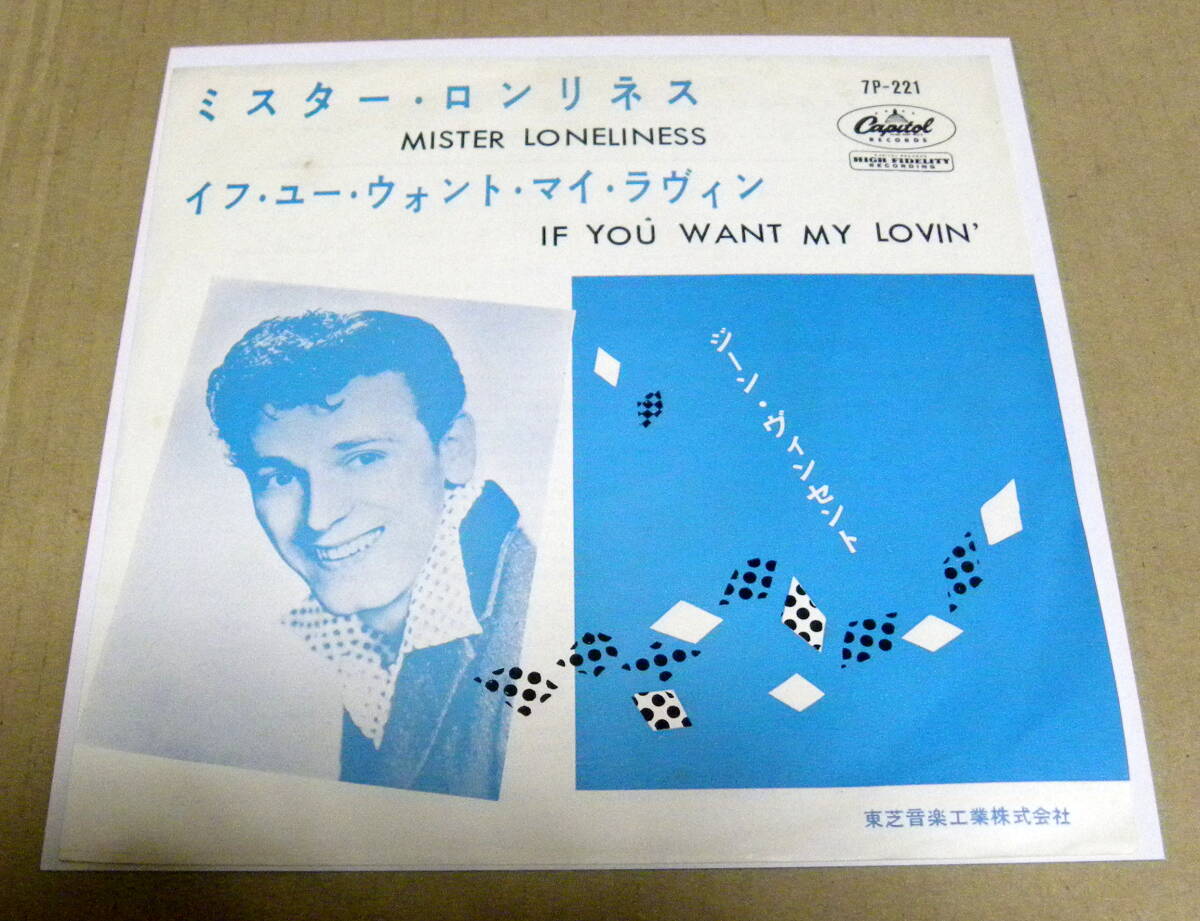 ミスター・ロンリネス
MISTER LONELINESS
7P-221
Capitol
RECORDS
HIGH FIDELITY
RECORDING
イフ・ユー・ウォント・マイ・ラヴィン
IF YOU WANT MY LOVIN'
ジーン・ヴィンセント
東芝音楽工業株式会社